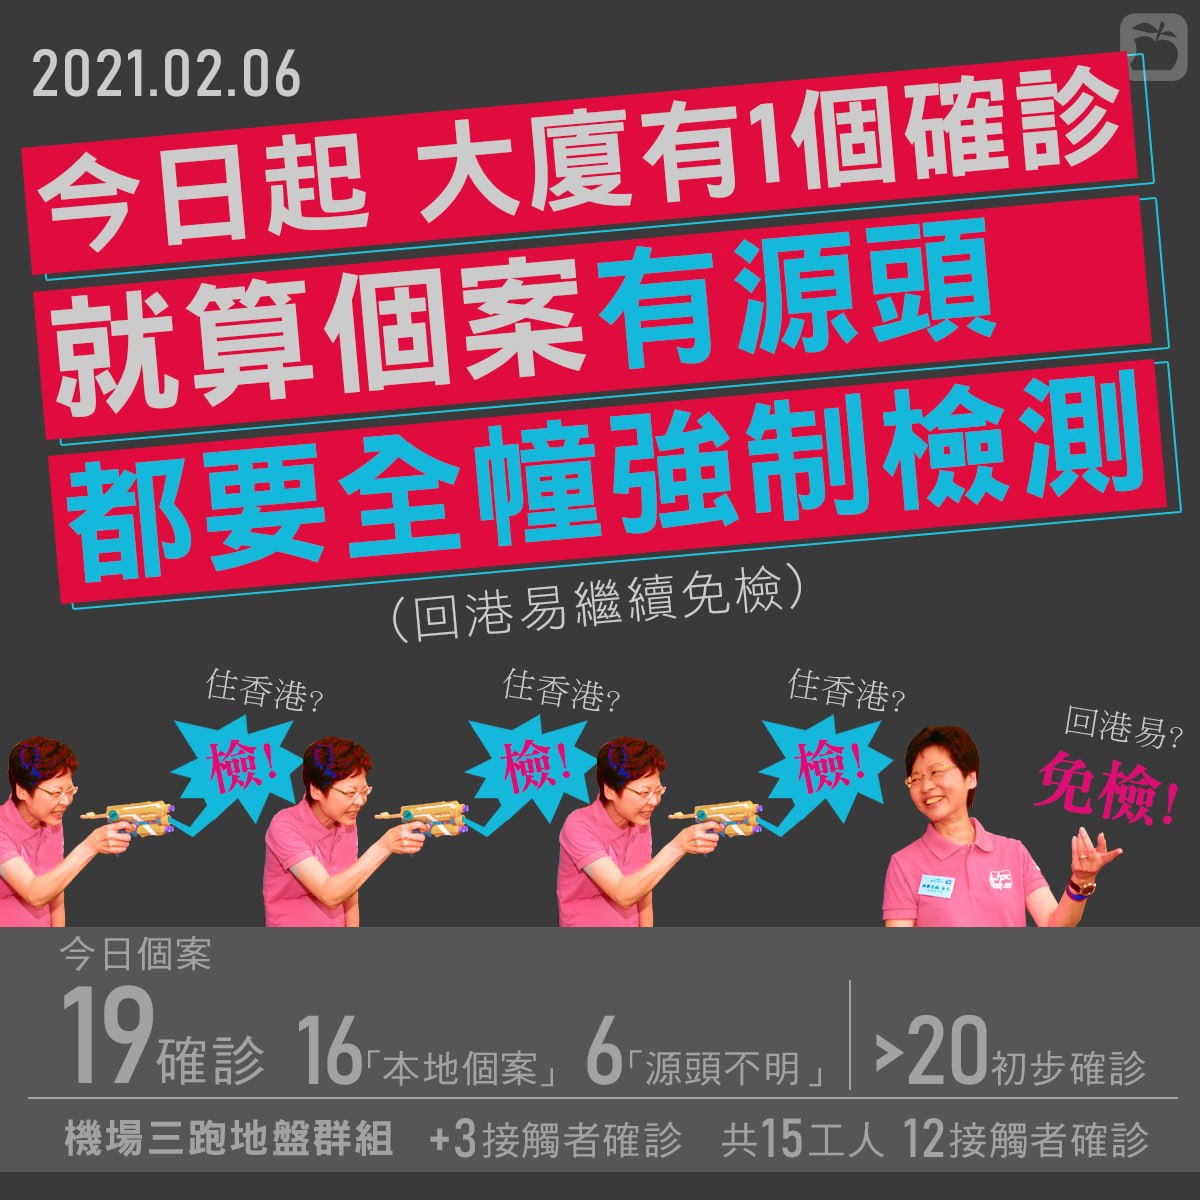 2021.02.06
今日起 大廈有1個確診
就算個案有源頭
都要全幢強制檢測
（回港易繼續免檢）
住香港?
檢!
住香港?
檢!
住香港?
檢!
回港易?
免檢!
JPC
今日個案
19確診 16「本地個案」 6「源頭不明」 >20初步確診
機場三跑地盤群組 +3接觸者確診 共15工人 12接觸者確診